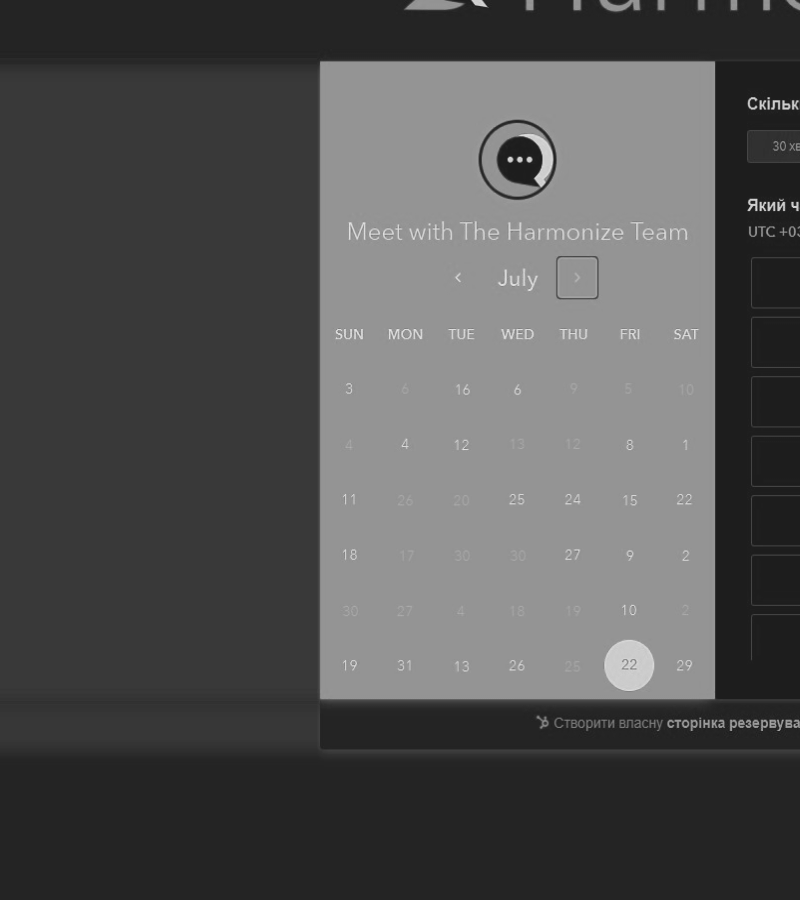 Meet with The Harmonize Team
July
SUN MON TUE WED THU FRI SAT
3 6 16 6 9 5 10
4 4 12 13 12 8 1
11 26 20 25 24 15 22
18 17 30 30 27 9 2
30 27 4 18 19 10 2
19 31 13 26 25 22 29
Скільк
30 хв
Який ч
UTC +03
Створити власну сторінка резервува